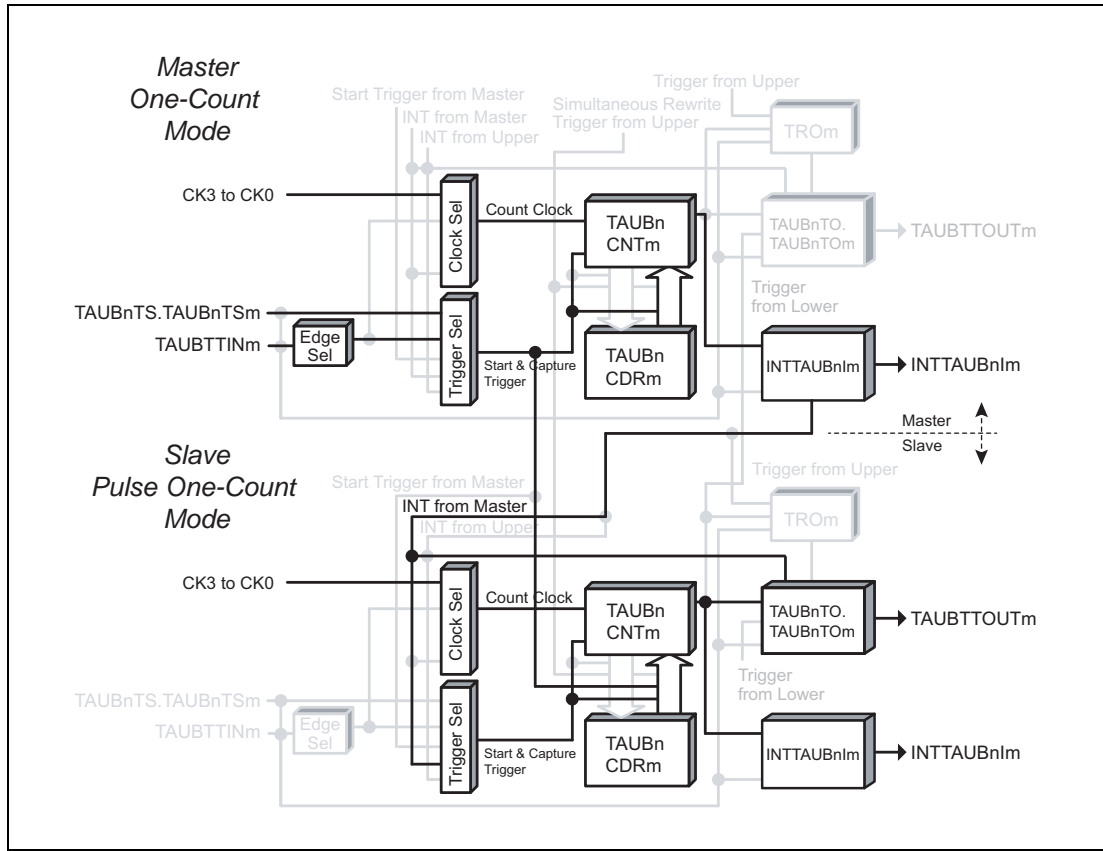 Master
One-Count
Mode
Start Trigger from Master
INT from Master
INT from Upper
Simultaneous Rewrite
Trigger from Upper
Trigger from Upper
TROm
CK3 to CK0
Clock Sel
Count Clock
TAUBn
CNTm
TAUBnTO.
TAUBnTOm
TAUBTTOUTm
Trigger
from Lower
TAUBnTS.TAUBnTSm
TAUBTTINm
Edge
Sel
Trigger Sel
Start & Capture
Trigger
TAUBn
CDRm
INTTAUBnIm
INTTAUBnIm
Master
Slave
Slave
Pulse One-Count
Mode
Start Trigger from Master
INT from Master
INT from Upper
Trigger from Upper
TROm
CK3 to CK0
Clock Sel
Count Clock
TAUBn
CNTm
TAUBnTO.
TAUBnTOm
TAUBTTOUTm
Trigger
from Lower
TAUBnTS.TAUBnTSm
TAUBTTINm
Edge
Sel
Trigger Sel
Start & Capture
Trigger
TAUBn
CDRm
INTTAUBnIm
INTTAUBnIm